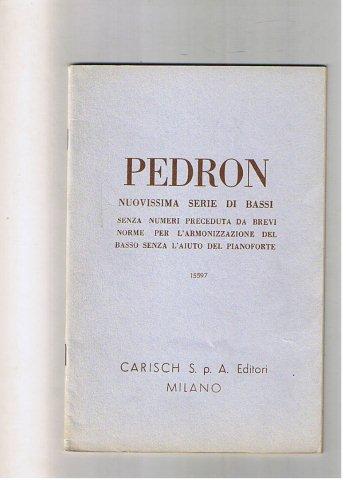 PEDRON
NUOVISSIMA SERIE DI BASSI
SENZA NUMERI PRECEDUTA DA BREVI
NORME PER L'ARMONIZZAZIONE DEL
BASSO SENZA L'AIUTO DEL PIANOFORTE
15597
CARISCH S. p. A. Editori
MILANO